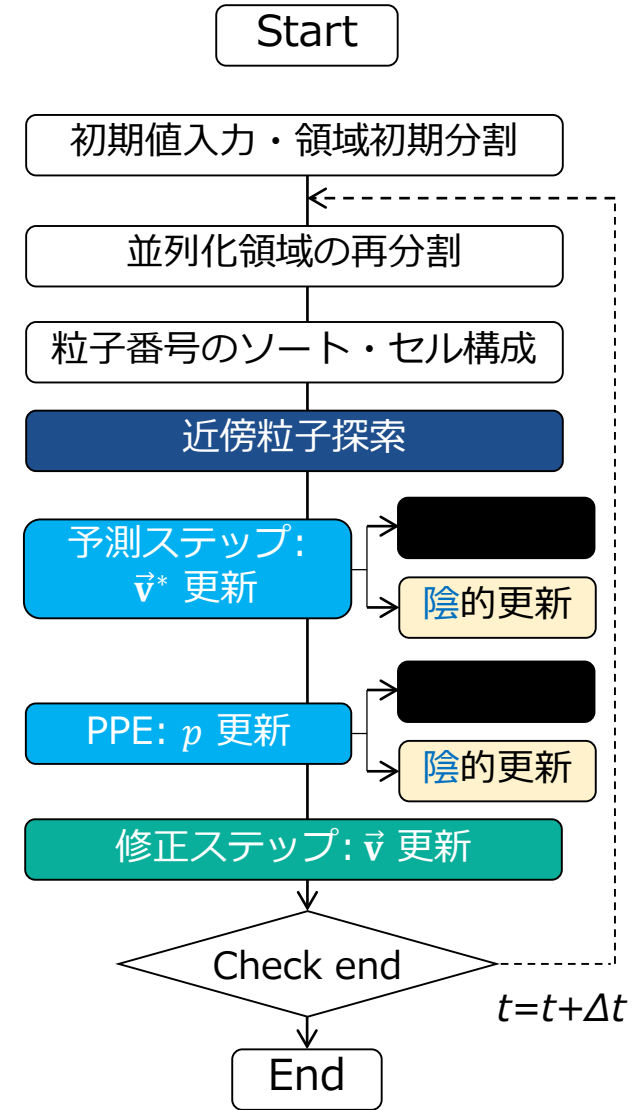 Start
初期値入力・領域初期分割
並列化領域の再分割
粒子番号のソート・セル構成
近傍粒子探索
予測ステップ:
v⃗* 更新
陰的更新
PPE: p 更新
陰的更新
修正ステップ: v⃗ 更新
Check end
t=t+Δt
End